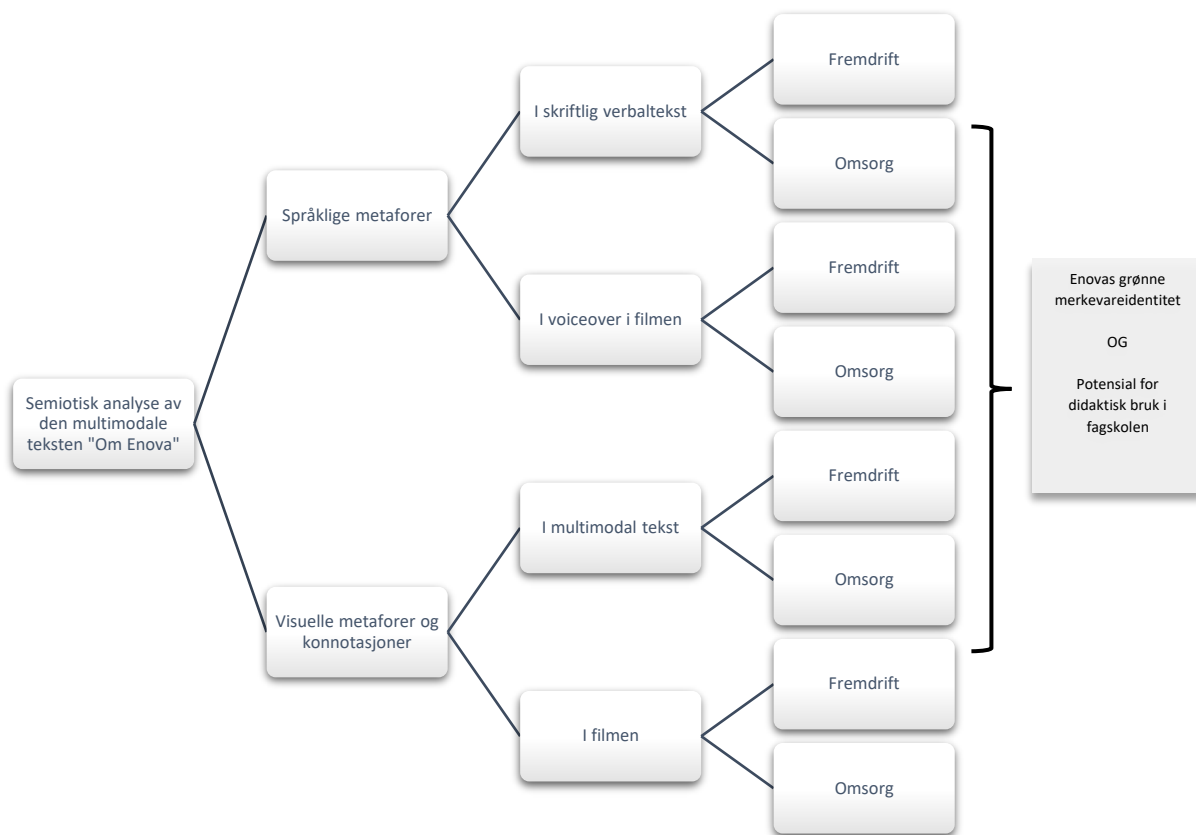 Semiotisk analyse av
den multimodale
teksten "Om Enova"
Språklige metaforer
I skriftlig verbaltekst
Fremdrift
Omsorg
I voiceover i filmen
Fremdrift
Omsorg
Visuelle metaforer og
konnotasjoner
I multimodal tekst
Fremdrift
Omsorg
I filmen
Fremdrift
Omsorg
Enovas grønne
merkevareidentitet
OG
Potensial for
didaktisk bruk i
fagskolen